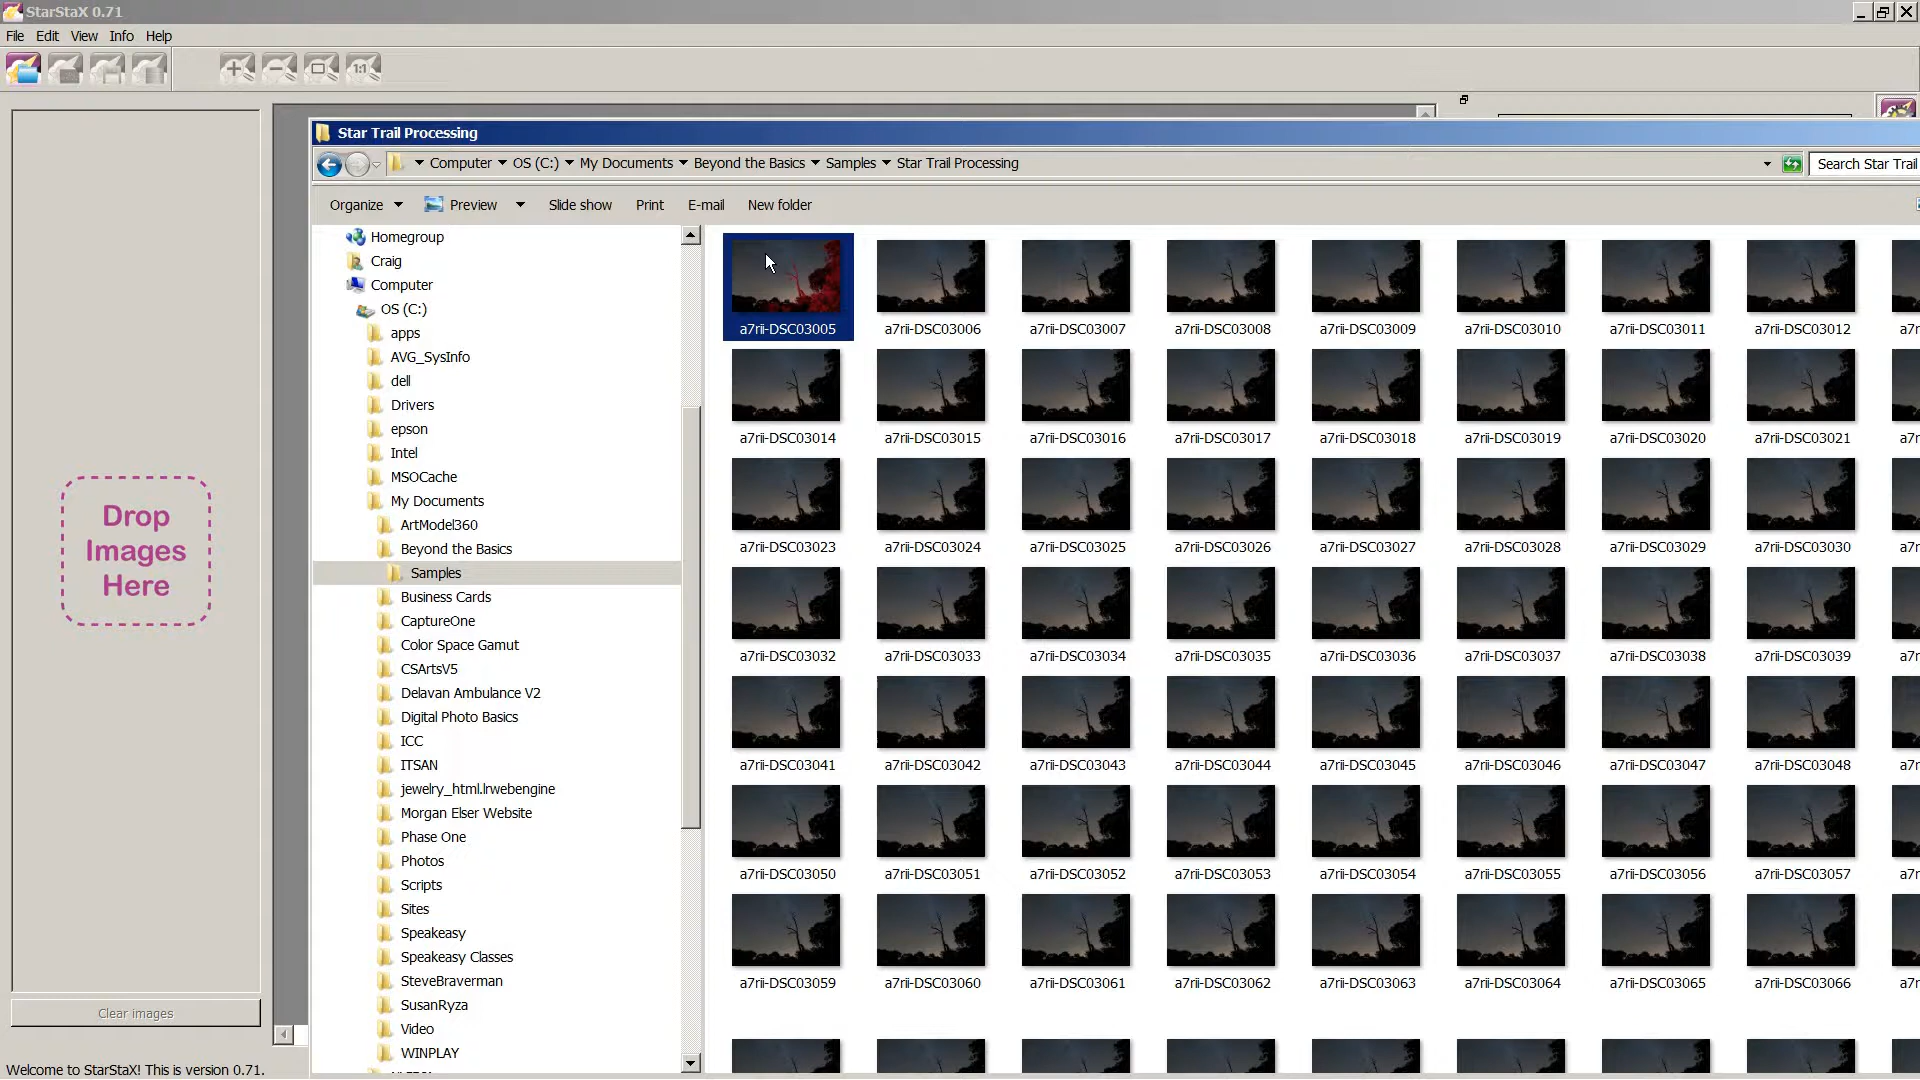 StarStaX 0.71
File Edit View Info Help
1:1
Drop
Images
Here
Clear images
Welcome to StarStaX! This is version 0.71.
Star Trail Processing
Computer OS (C:) My Documents Beyond the Basics Samples Star Trail Processing
Search Star Trail
Organize Preview Slide show Print E-mail New folder
Homegroup
Craig
Computer
OS (C:)
apps
AVG_SysInfo
dell
Drivers
epson
Intel
MSOCache
My Documents
ArtModel360
Beyond the Basics
Samples
Business Cards
CaptureOne
Color Space Gamut
CSArtsV5
Delavan Ambulance V2
Digital Photo Basics
ICC
ITSAN
jewelry_html.lrwebengine
Morgan Elser Website
Phase One
Photos
Scripts
Sites
Speakeasy
Speakeasy Classes
SteveBraverman
SusanRyza
Video
WINPLAY
a7rii-DSC03005 a7rii-DSC03006 a7rii-DSC03007 a7rii-DSC03008 a7rii-DSC03009 a7rii-DSC03010 a7rii-DSC03011 a7rii-DSC03012 a7r
a7rii-DSC03014 a7rii-DSC03015 a7rii-DSC03016 a7rii-DSC03017 a7rii-DSC03018 a7rii-DSC03019 a7rii-DSC03020 a7rii-DSC03021 a7r
a7rii-DSC03023 a7rii-DSC03024 a7rii-DSC03025 a7rii-DSC03026 a7rii-DSC03027 a7rii-DSC03028 a7rii-DSC03029 a7rii-DSC03030 a7r
a7rii-DSC03032 a7rii-DSC03033 a7rii-DSC03034 a7rii-DSC03035 a7rii-DSC03036 a7rii-DSC03037 a7rii-DSC03038 a7rii-DSC03039 a7r
a7rii-DSC03041 a7rii-DSC03042 a7rii-DSC03043 a7rii-DSC03044 a7rii-DSC03045 a7rii-DSC03046 a7rii-DSC03047 a7rii-DSC03048 a7r
a7rii-DSC03050 a7rii-DSC03051 a7rii-DSC03052 a7rii-DSC03053 a7rii-DSC03054 a7rii-DSC03055 a7rii-DSC03056 a7rii-DSC03057 a7r
a7rii-DSC03059 a7rii-DSC03060 a7rii-DSC03061 a7rii-DSC03062 a7rii-DSC03063 a7rii-DSC03064 a7rii-DSC03065 a7rii-DSC03066 a7r